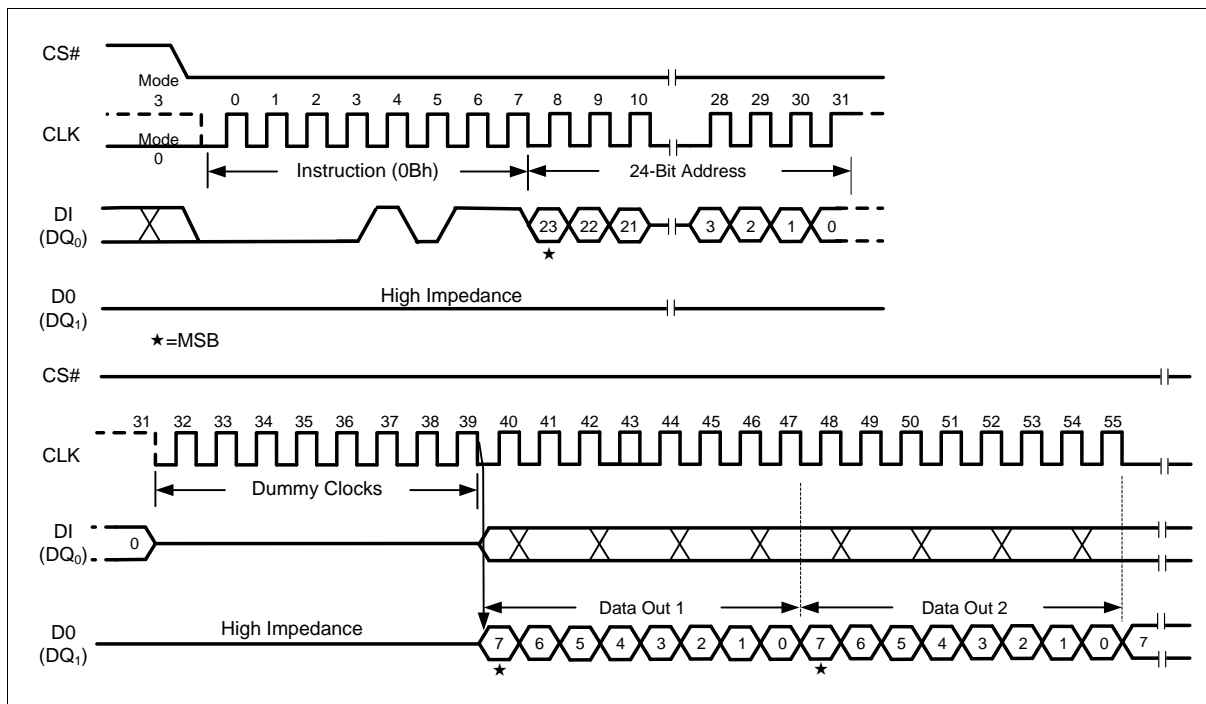 CS#
Mode
3
0 1 2 3 4 5 6 7 8 9 10 28 29 30 31
CLK
Mode
0
Instruction (0Bh) 24-Bit Address
DI
(DQ0)
23 22 21 3 2 1 0
★
D0
(DQ1)
High Impedance
★=MSB
CS#
31 32 33 34 35 36 37 38 39 40 41 42 43 44 45 46 47 48 49 50 51 52 53 54 55
CLK
Dummy Clocks
DI
(DQ0)
0
Data Out 1 Data Out 2
D0
(DQ1)
High Impedance
7 6 5 4 3 2 1 0 7 6 5 4 3 2 1 0 7
★ ★